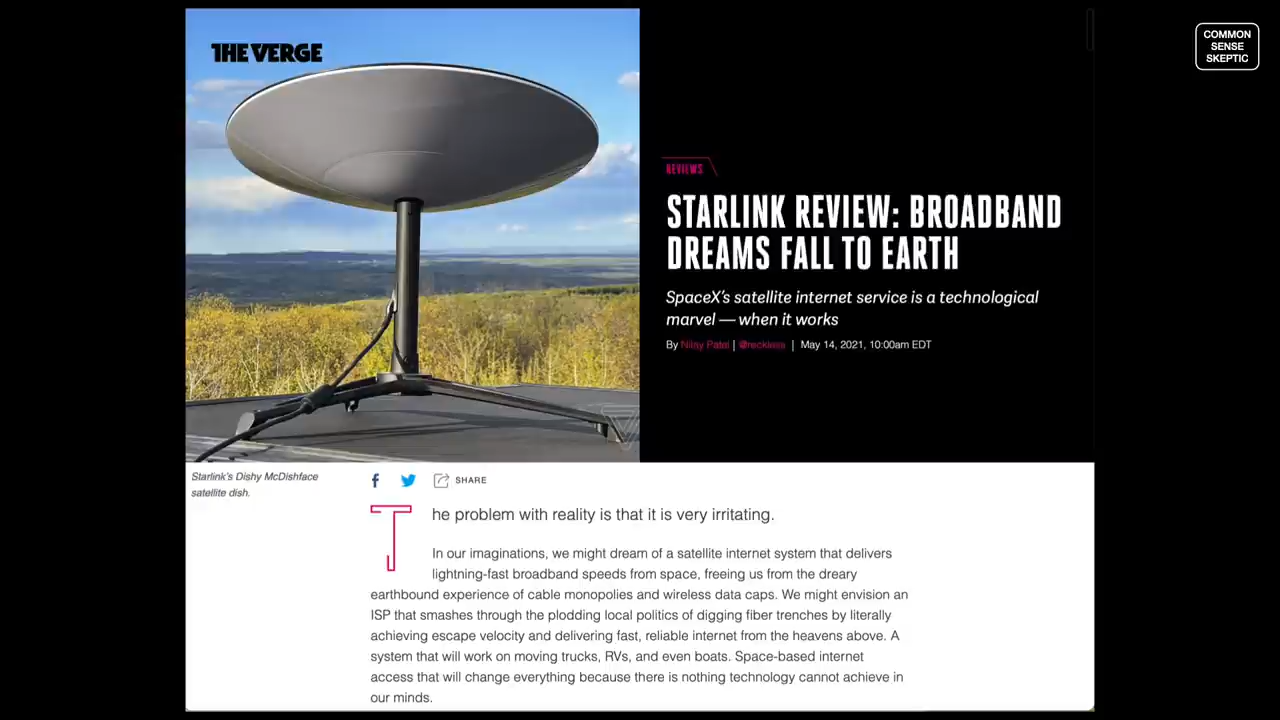 THE VERGE
COMMON
SENSE
SKEPTIC
REVIEWS
STARLINK REVIEW: BROADBAND
DREAMS FALL TO EARTH
SpaceX's satellite internet service is a technological
marvel — when it works
By Nilay Patel | @reckless | May 14, 2021, 10:00am EDT
Starlink's Dishy McDishface
satellite dish.
SHARE
The problem with reality is that it is very irritating.
In our imaginations, we might dream of a satellite internet system that delivers
lightning-fast broadband speeds from space, freeing us from the dreary
earthbound experience of cable monopolies and wireless data caps. We might envision an
ISP that smashes through the plodding local politics of digging fiber trenches by literally
achieving escape velocity and delivering fast, reliable internet from the heavens above. A
system that will work on moving trucks, RVs, and even boats. Space-based internet
access that will change everything because there is nothing technology cannot achieve in
our minds.